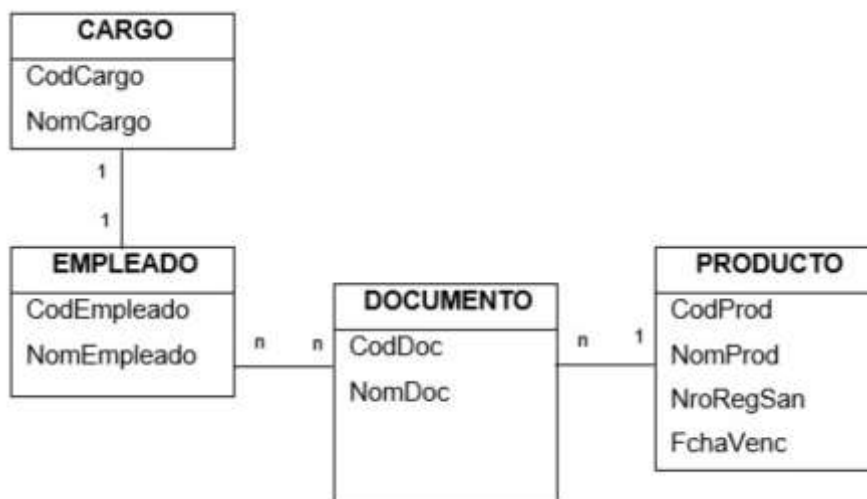 CARGO
CodCargo
NomCargo
1
1
EMPLEADO
CodEmpleado
NomEmpleado
n
n
DOCUMENTO
CodDoc
NomDoc
n
1
PRODUCTO
CodProd
NomProd
NroRegSan
FchaVenc